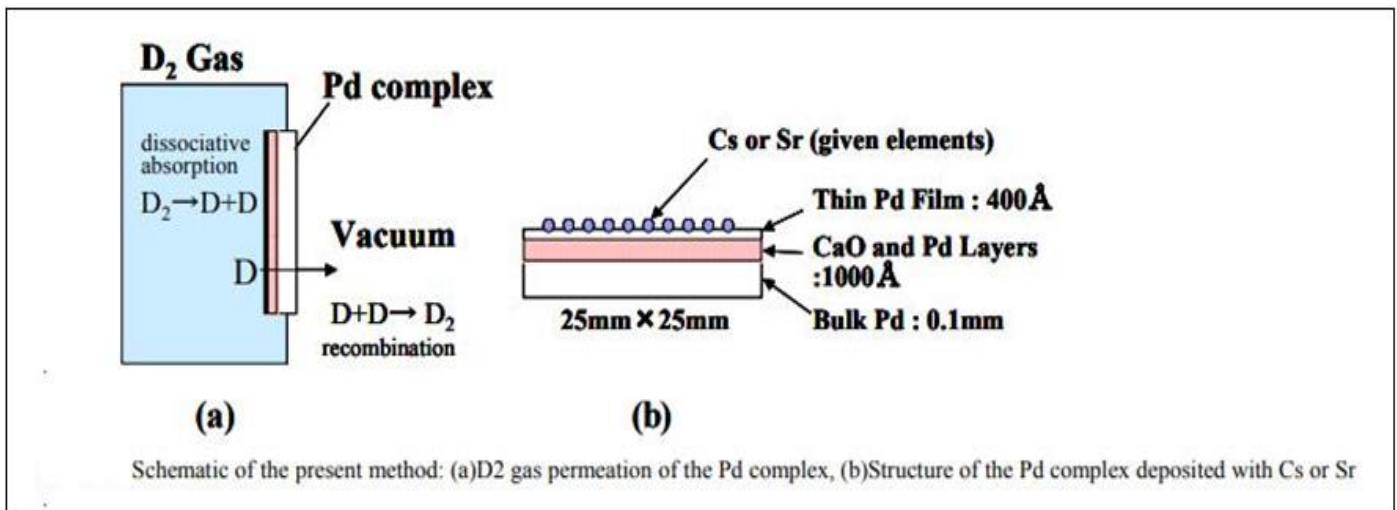 D₂ Gas
Pd complex
dissociative
absorption
D₂→D+D
Vacuum
D
D+D→ D₂
recombination
(a)
Cs or Sr (given elements)
Thin Pd Film : 400Å
CaO and Pd Layers
:1000Å
Bulk Pd : 0.1mm
25mm×25mm
(b)
Schematic of the present method: (a)D2 gas permeation of the Pd complex, (b)Structure of the Pd complex deposited with Cs or Sr